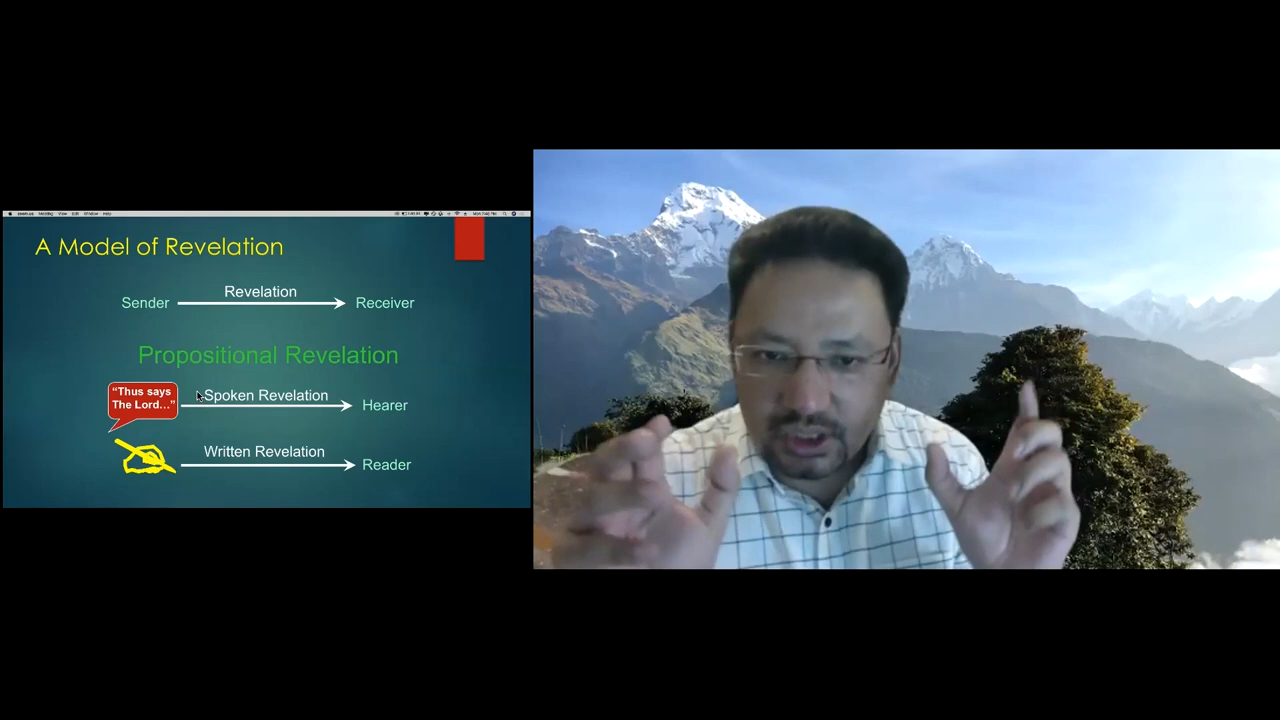 A Model of Revelation
Revelation
Sender
Receiver
Propositional Revelation
"Thus says
The Lord..."
Spoken Revelation
Hearer
Written Revelation
Reader